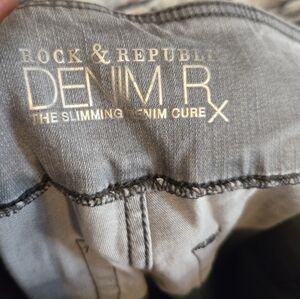 ROCK & REPUBLIC
DENIM Rx
THE SLIMMING DENIM CURE